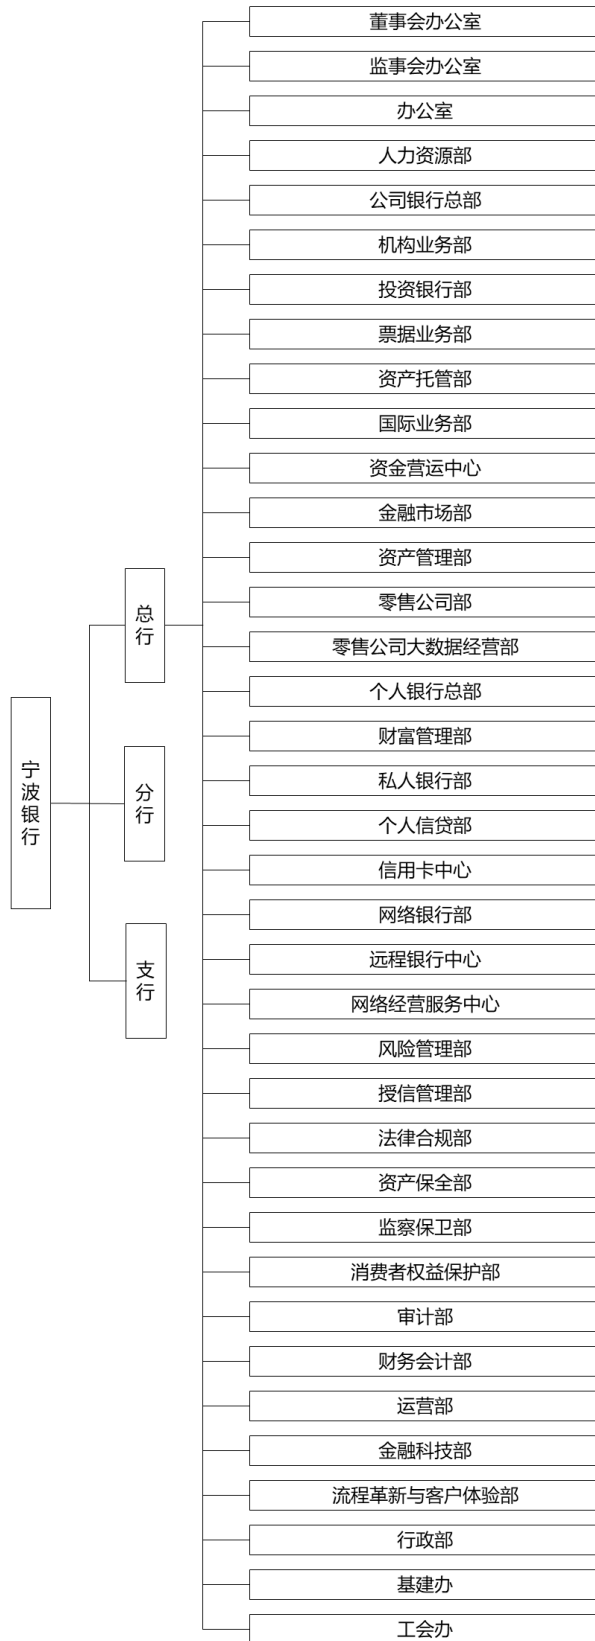 宁波银行
总行
分行
支行
董事会办公室
监事会办公室
办公室
人力资源部
公司银行总部
机构业务部
投资银行部
票据业务部
资产托管部
国际业务部
资金营运中心
金融市场部
资产管理部
零售公司部
零售公司大数据经营部
个人银行总部
财富管理部
私人银行部
个人信贷部
信用卡中心
网络银行部
远程银行中心
网络经营服务中心
风险管理部
授信管理部
法律合规部
资产保全部
监察保卫部
消费者权益保护部
审计部
财务会计部
运营部
金融科技部
流程革新与客户体验部
行政部
基建办
工会办